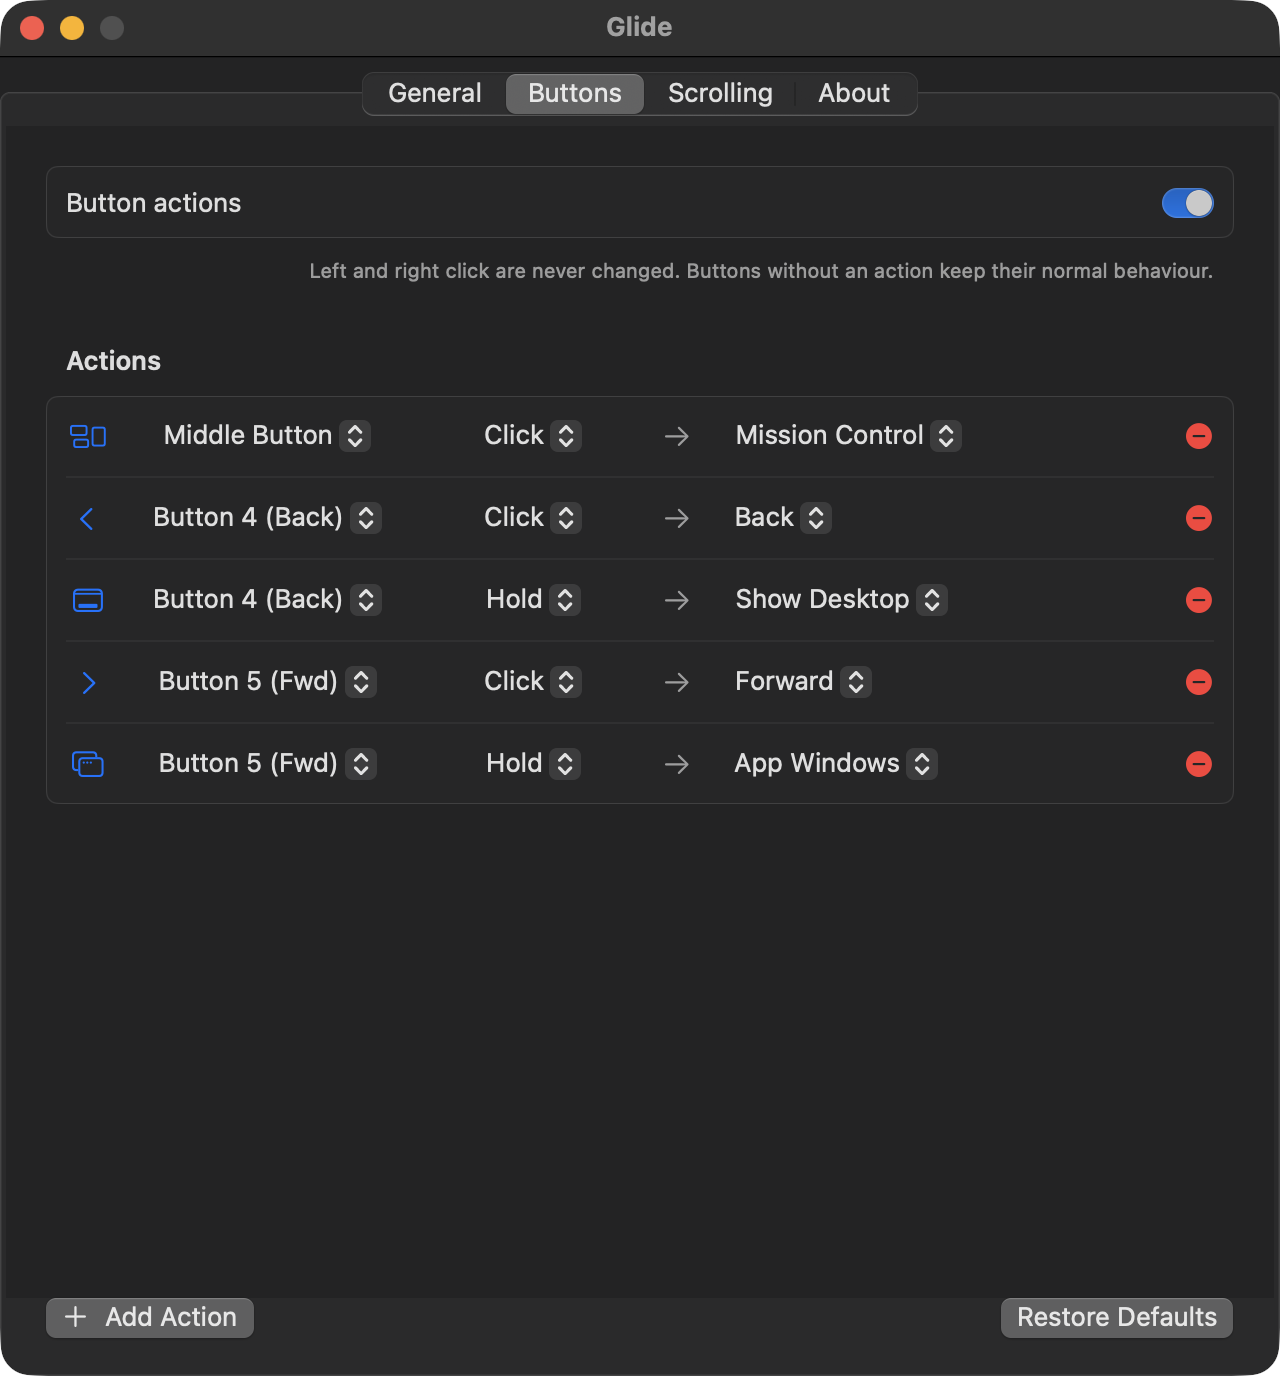 Glide
General Buttons Scrolling About
Button actions
Left and right click are never changed. Buttons without an action keep their normal behaviour.
Actions
Middle Button Click → Mission Control
Button 4 (Back) Click → Back
Button 4 (Back) Hold → Show Desktop
Button 5 (Fwd) Click → Forward
Button 5 (Fwd) Hold → App Windows
+ Add Action Restore Defaults